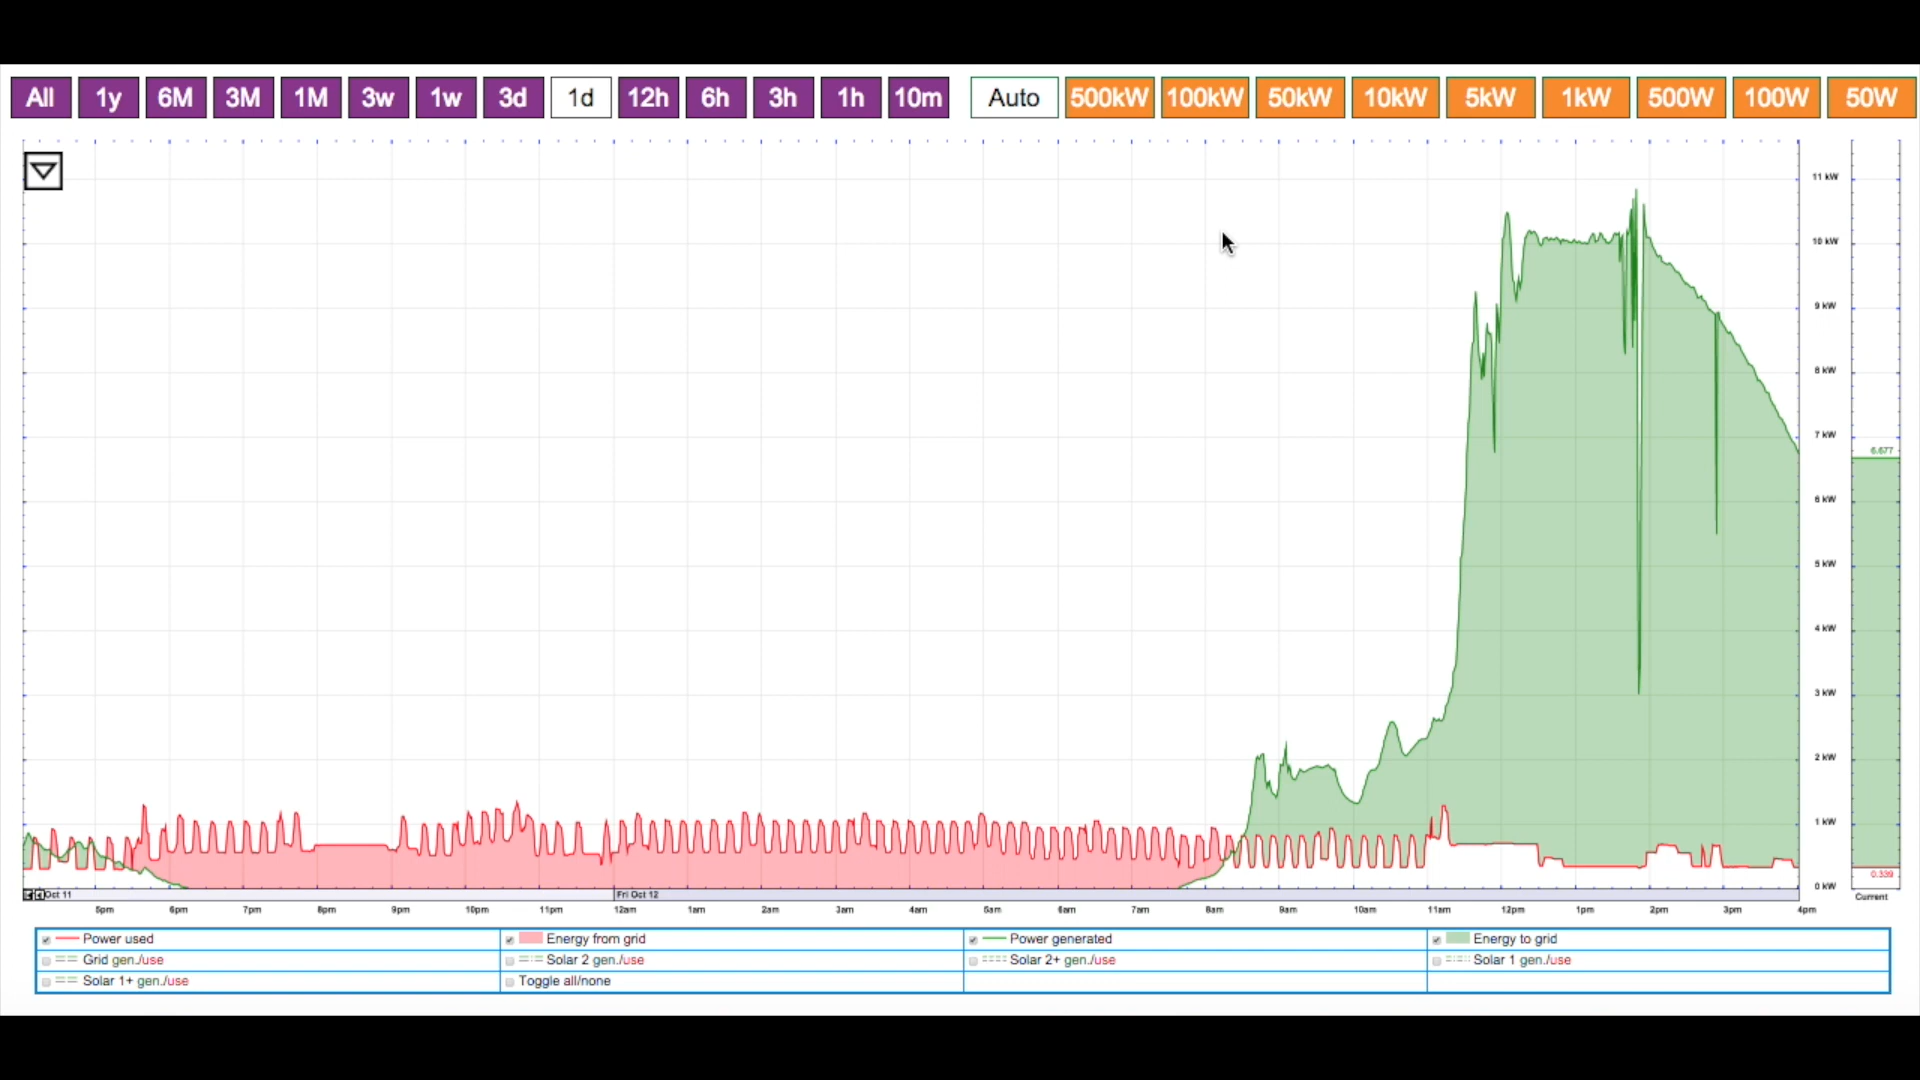 All 1y 6M 3M 1M 3w 1w 3d 1d 12h 6h 3h 1h 10m Auto 500kW 100kW 50kW 10kW 5kW 1kW 500W 100W 50W
11 kW
10 kW
9 kW
8 kW
7 kW
6.677
6 kW
5 kW
4 kW
3 kW
2 kW
1 kW
0.339
0 kW
Oct 11 Fri Oct 12 Current
5pm 6pm 7pm 8pm 9pm 10pm 11pm 12am 1am 2am 3am 4am 5am 6am 7am 8am 9am 10am 11am 12pm 1pm 2pm 3pm 4pm
Power used Energy from grid Power generated Energy to grid
Grid gen./use Solar 2 gen./use Solar 2+ gen./use Solar 1 gen./use
Solar 1+ gen./use Toggle all/none